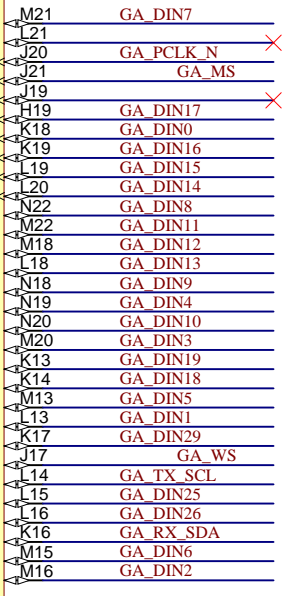 M21 GA_DIN7
L21
J20 GA_PCLK_N
J21 GA_MS
J19
H19 GA_DIN17
K18 GA_DIN0
K19 GA_DIN16
L19 GA_DIN15
L20 GA_DIN14
N22 GA_DIN8
M22 GA_DIN11
M18 GA_DIN12
L18 GA_DIN13
N18 GA_DIN9
N19 GA_DIN4
N20 GA_DIN10
M20 GA_DIN3
K13 GA_DIN19
K14 GA_DIN18
M13 GA_DIN5
L13 GA_DIN1
K17 GA_DIN29
J17 GA_WS
L14 GA_TX_SCL
L15 GA_DIN25
L16 GA_DIN26
K16 GA_RX_SDA
M15 GA_DIN6
M16 GA_DIN2